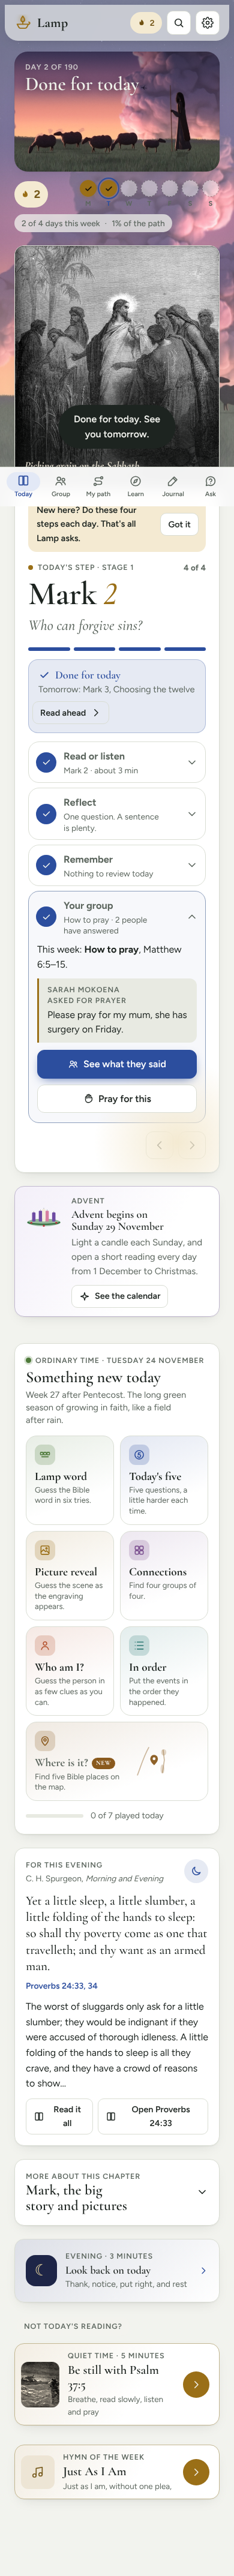 Lamp
2
DAY 2 OF 190
Done for today
2
S
2 of 4 days this week · 1% of the path
Done for today. See
you tomorrow.
Picking grain on the Sabbath
Today
Group
My path
Learn
Journal
Ask
New here? Do these four
steps each day. That's all
Lamp asks.
Got it
TODAY'S STEP · STAGE 1
4 of 4
Mark 2
Who can forgive sins?
Done for today
Tomorrow: Mark 3, Choosing the twelve
Read ahead
Read or listen
Mark 2 · about 3 min
Reflect
One question. A sentence
is plenty.
Remember
Nothing to review today
Your group
How to pray · 2 people
have answered
This week: How to pray, Matthew
6:5–15.
SARAH MOKOENA
ASKED FOR PRAYER
Please pray for my mum, she has
surgery on Friday.
See what they said
Pray for this
ADVENT
Advent begins on
Sunday 29 November
Light a candle each Sunday, and
open a short reading every day
from 1 December to Christmas.
See the calendar
ORDINARY TIME · TUESDAY 24 NOVEMBER
Something new today
Week 27 after Pentecost. The long green
season of growing in faith, like a field
after rain.
Lamp word
Guess the Bible
word in six tries.
Today's five
Five questions, a
little harder each
time.
Picture reveal
Guess the scene as
the engraving
appears.
Connections
Find four groups of
four.
Who am I?
Guess the person in
as few clues as you
can.
In order
Put the events in
the order they
happened.
Where is it? NEW
Find five Bible places on
the map.
0 of 7 played today
FOR THIS EVENING
C. H. Spurgeon, Morning and Evening
Yet a little sleep, a little slumber, a
little folding of the hands to sleep:
so shall thy poverty come as one that
travelleth; and thy want as an armed
man.
Proverbs 24:33, 34
The worst of sluggards only ask for a little
slumber; they would be indignant if they
were accused of thorough idleness. A little
folding of the hands to sleep is all they
crave, and they have a crowd of reasons
to show...
Read it
all
Open Proverbs
24:33
MORE ABOUT THIS CHAPTER
Mark, the big
story and pictures
EVENING · 3 MINUTES
Look back on today
Thank, notice, put right, and rest
NOT TODAY'S READING?
QUIET TIME · 5 MINUTES
Be still with Psalm
37:5
Breathe, read slowly, listen
and pray
HYMN OF THE WEEK
Just As I Am
Just as I am, without one plea,